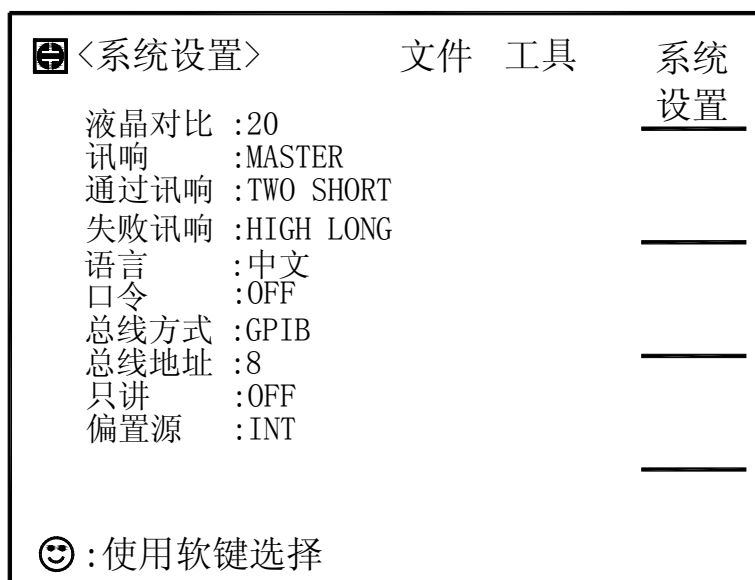 <系统设置> 文件 工具 系统设置
液晶对比 :20
讯响 :MASTER
通过讯响 :TWO SHORT
失败讯响 :HIGH LONG
语言 :中文
口令 :OFF
总线方式 :GPIB
总线地址 :8
只讲 :OFF
偏置源 :INT
:使用软键选择